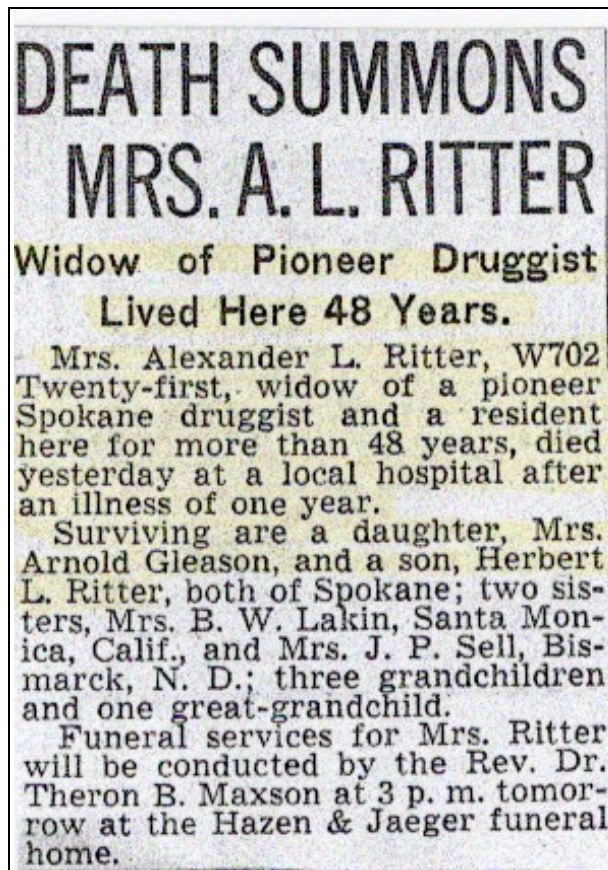 DEATH SUMMONS
MRS. A. L. RITTER
Widow of Pioneer Druggist
Lived Here 48 Years.
Mrs. Alexander L. Ritter, W702
Twenty-first, widow of a pioneer
Spokane druggist and a resident
here for more than 48 years, died
yesterday at a local hospital after
an illness of one year.
Surviving are a daughter, Mrs.
Arnold Gleason, and a son, Herbert
L. Ritter, both of Spokane; two sis-
ters, Mrs. B. W. Lakin, Santa Mon-
ica, Calif., and Mrs. J. P. Sell, Bis-
marck, N. D.; three grandchildren
and one great-grandchild.
Funeral services for Mrs. Ritter
will be conducted by the Rev. Dr.
Theron B. Maxson at 3 p. m. tomor-
row at the Hazen & Jaeger funeral
home.